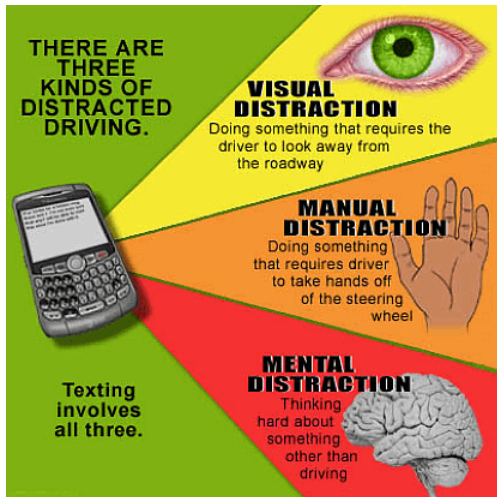 THERE ARE
THREE
KINDS OF
DISTRACTED
DRIVING.
VISUAL
DISTRACTION
Doing something that requires the
driver to look away from
the roadway
MANUAL
DISTRACTION
Doing something
that requires driver
to take hands off
of the steering
wheel
MENTAL
DISTRACTION
Thinking
hard about
something
other than
driving
Texting
involves
all three.